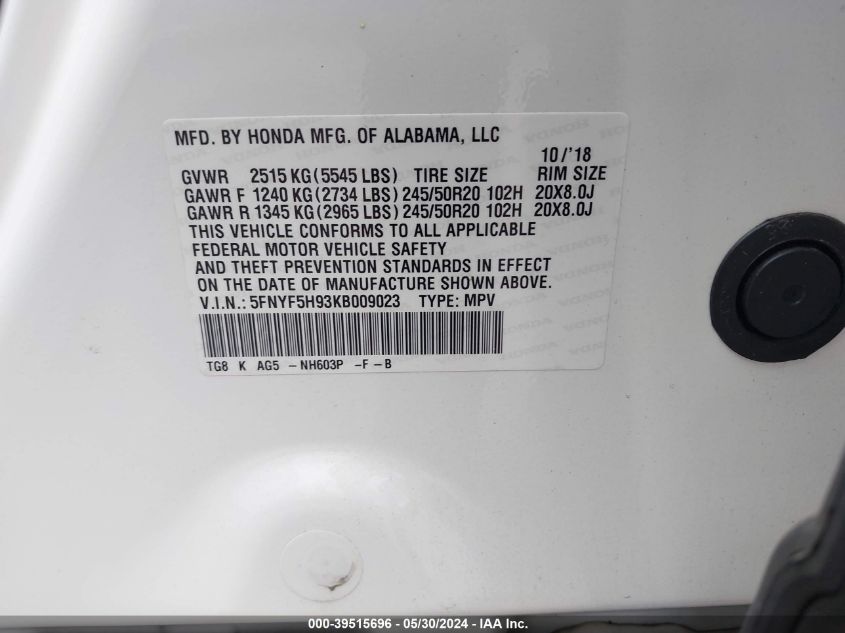 MFD. BY HONDA MFG. OF ALABAMA, LLC
10/'18
GVWR 2515 KG (5545 LBS) TIRE SIZE RIM SIZE
GAWR F 1240 KG (2734 LBS) 245/50R20 102H 20X8.0J
GAWR R 1345 KG (2965 LBS) 245/50R20 102H 20X8.0J
THIS VEHICLE CONFORMS TO ALL APPLICABLE
FEDERAL MOTOR VEHICLE SAFETY
AND THEFT PREVENTION STANDARDS IN EFFECT
ON THE DATE OF MANUFACTURE SHOWN ABOVE.
V.I.N.: 5FNYF5H93KB009023 TYPE: MPV
TG8 K AG5 -NH603P -F-B
000-39515696 - 05/30/2024 - IAA Inc.